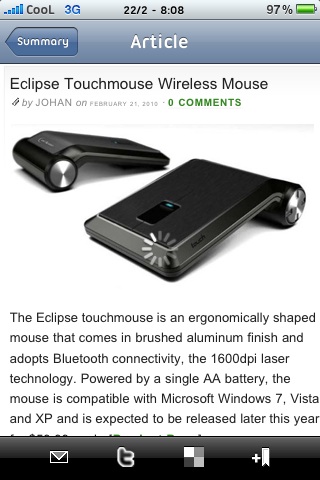 CooL 3G 22/2 - 8:08 97%
Summary Article
Eclipse Touchmouse Wireless Mouse
by JOHAN on FEBRUARY 21, 2010 · 0 COMMENTS
The Eclipse touchmouse is an ergonomically shaped
mouse that comes in brushed aluminum finish and
adopts Bluetooth connectivity, the 1600dpi laser
technology. Powered by a single AA battery, the
mouse is compatible with Microsoft Windows 7, Vista
and XP and is expected to be released later this year